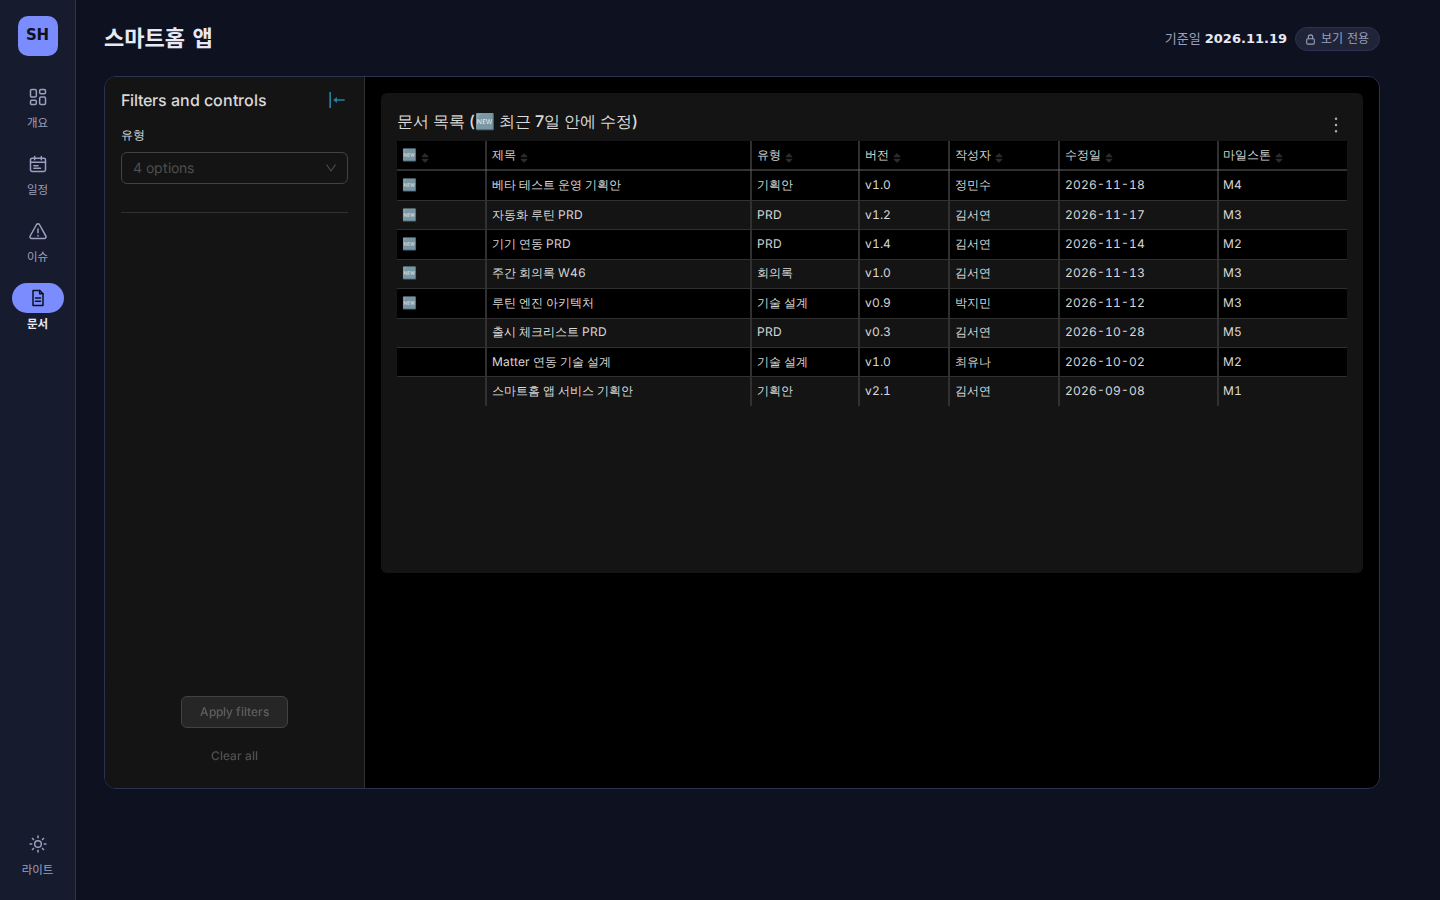 SH
개요
일정
이슈
문서
라이트
스마트홈 앱
기준일 2026.11.19 보기 전용
Filters and controls
유형
4 options
Apply filters
Clear all
문서 목록 (🆕 최근 7일 안에 수정)
🆕 제목 유형 버전 작성자 수정일 마일스톤
🆕 베타 테스트 운영 기획안 기획안 v1.0 정민수 2026-11-18 M4
🆕 자동화 루틴 PRD PRD v1.2 김서연 2026-11-17 M3
🆕 기기 연동 PRD PRD v1.4 김서연 2026-11-14 M2
🆕 주간 회의록 W46 회의록 v1.0 김서연 2026-11-13 M3
🆕 루틴 엔진 아키텍처 기술 설계 v0.9 박지민 2026-11-12 M3
출시 체크리스트 PRD PRD v0.3 김서연 2026-10-28 M5
Matter 연동 기술 설계 기술 설계 v1.0 최유나 2026-10-02 M2
스마트홈 앱 서비스 기획안 기획안 v2.1 김서연 2026-09-08 M1